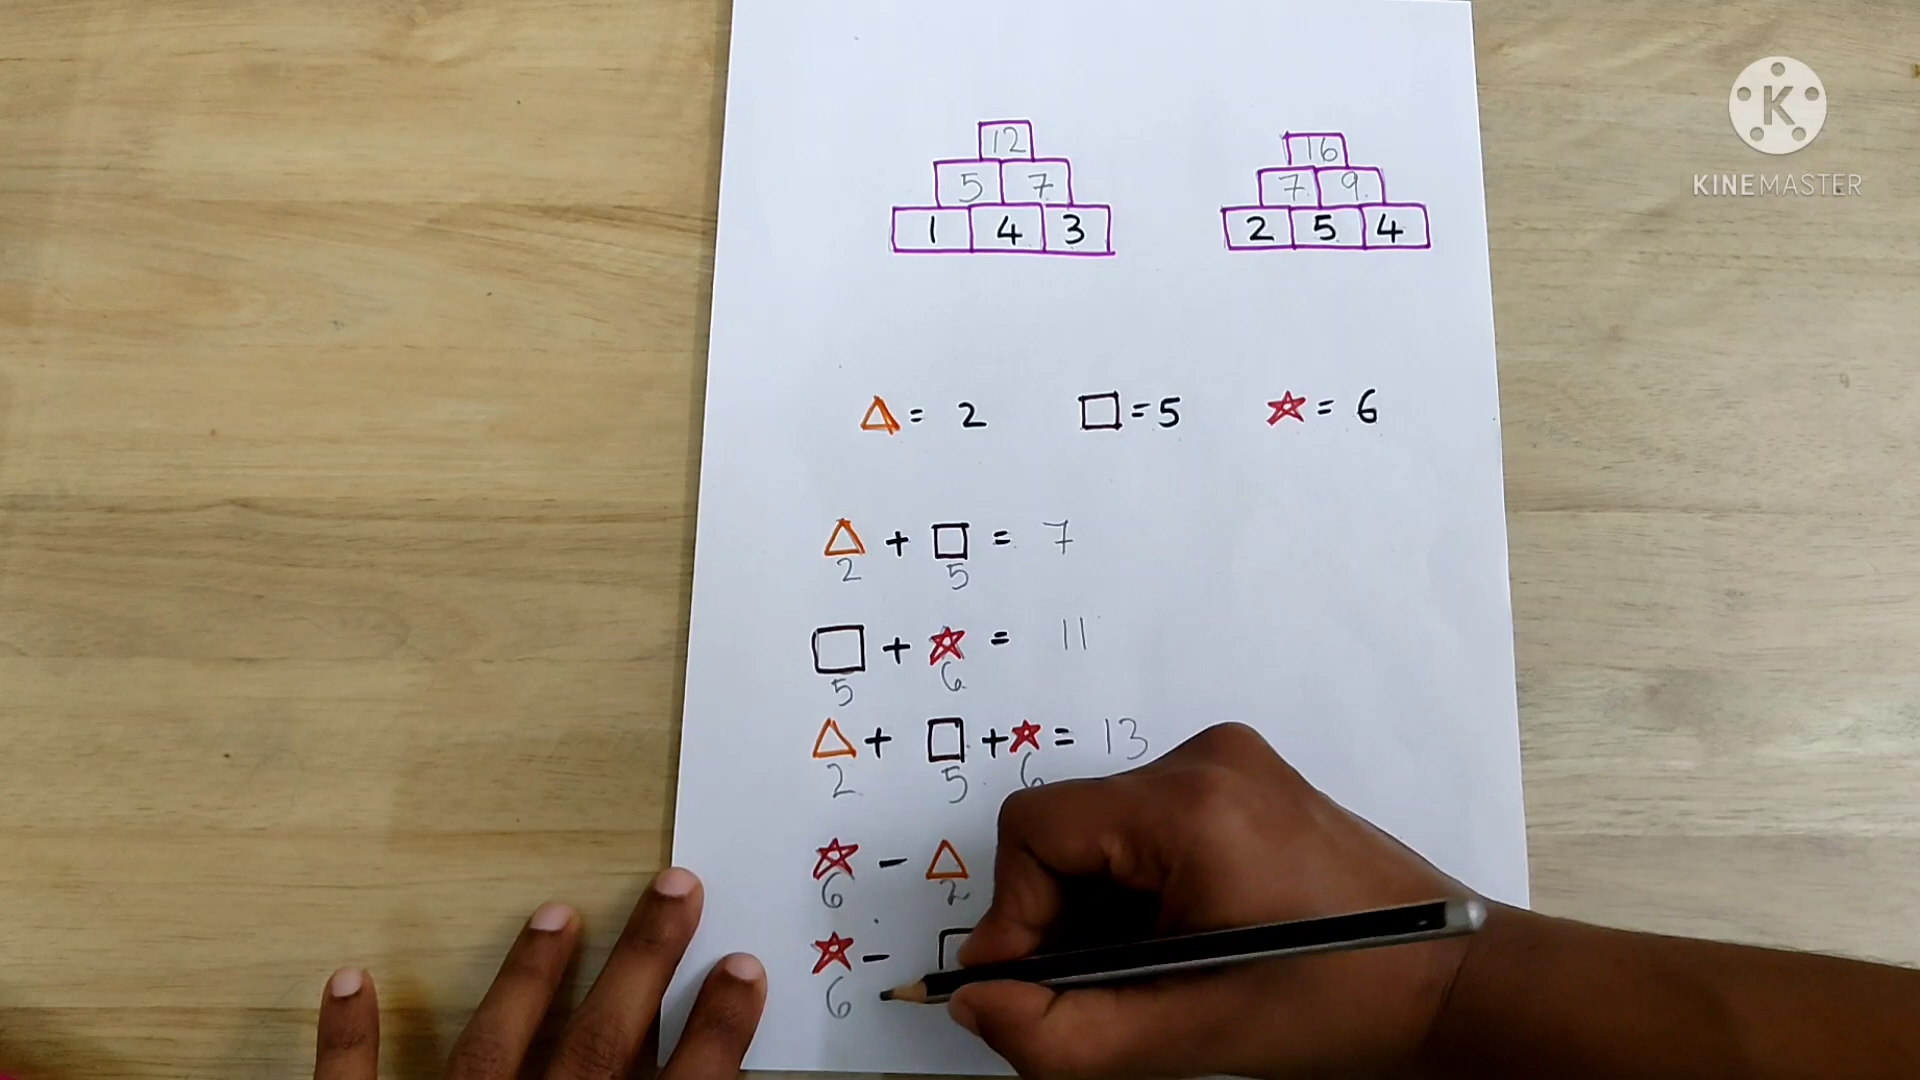 12
16
5 7
7 9
1 4 3
2 5 4
KINEMASTER
△ = 2 □ = 5 ☆ = 6
△ + □ = 7
2 5
□ + ☆ = 11
5 6
△ + □ + ☆ = 13
2 5 6
☆ - △
6 2
☆ - □
6